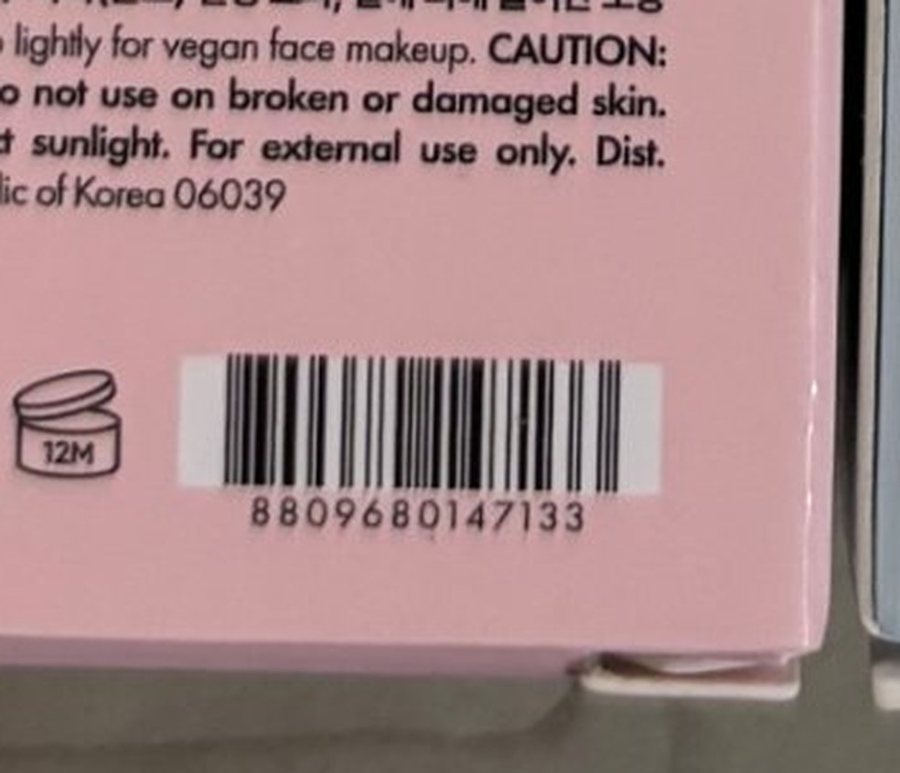 lightly for vegan face makeup. CAUTION:
not use on broken or damaged skin.
sunlight. For external use only. Dist.
of Korea 06039
12M
8809680147133